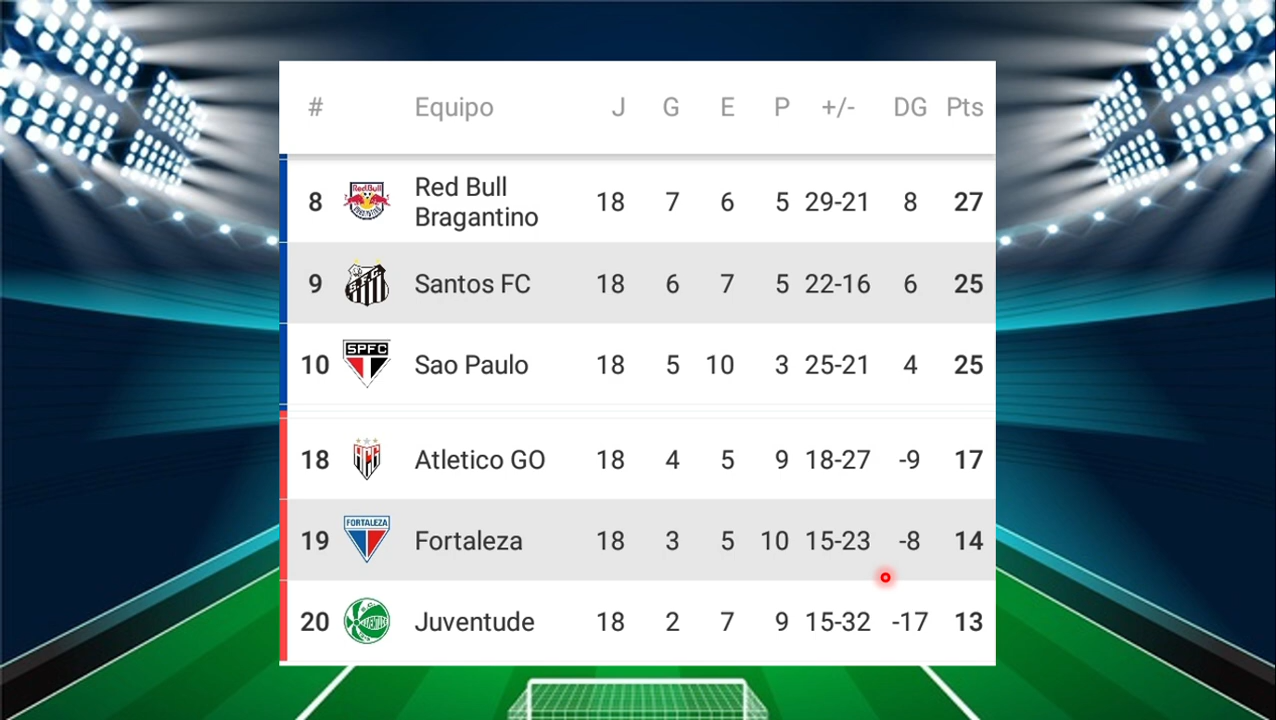 # Equipo J G E P +/- DG Pts
8 Red Bull Bragantino 18 7 6 5 29-21 8 27
9 Santos FC 18 6 7 5 22-16 6 25
SPFC
10 Sao Paulo 18 5 10 3 25-21 4 25
18 Atletico GO 18 4 5 9 18-27 -9 17
FORTALEZA
19 Fortaleza 18 3 5 10 15-23 -8 14
20 Juventude 18 2 7 9 15-32 -17 13